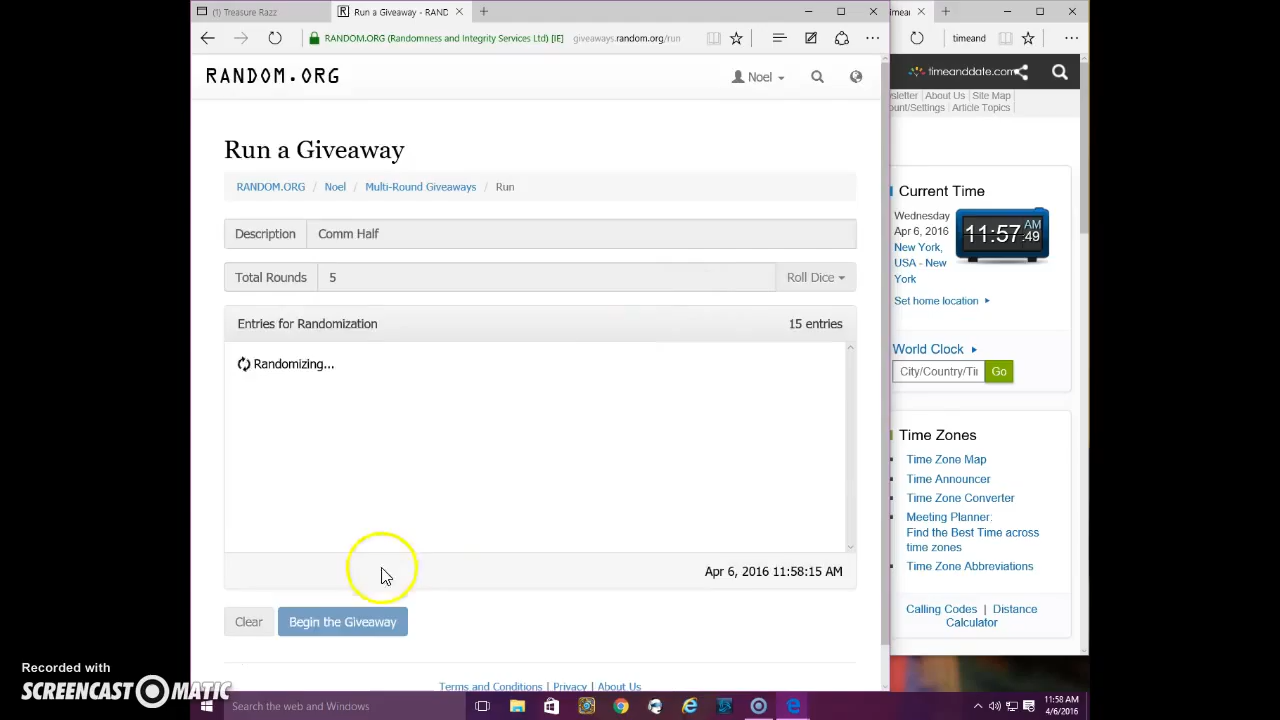 (1) Treasure Razz
Run a Giveaway - RAND
RANDOM.ORG (Randomness and Integrity Services Ltd) [IE]
giveaways.random.org/run
timeand
RANDOM.ORG
Noel
timeanddate.com
sletter | About Us | Site Map
ount/Settings | Article Topics
Run a Giveaway
RANDOM.ORG / Noel / Multi-Round Giveaways / Run
Description Comm Half
Total Rounds 5 Roll Dice
Entries for Randomization 15 entries
Randomizing...
Apr 6, 2016 11:58:15 AM
Clear Begin the Giveaway
Terms and Conditions | Privacy | About Us
Current Time
Wednesday
Apr 6, 2016
New York,
USA - New
York
11:57 AM :49
Set home location
World Clock
City/Country/Ti Go
Time Zones
Time Zone Map
Time Announcer
Time Zone Converter
Meeting Planner:
Find the Best Time across
time zones
Time Zone Abbreviations
Calling Codes | Distance
Calculator
Recorded with
SCREENCAST O MATIC
Search the web and Windows
11:58 AM
4/6/2016